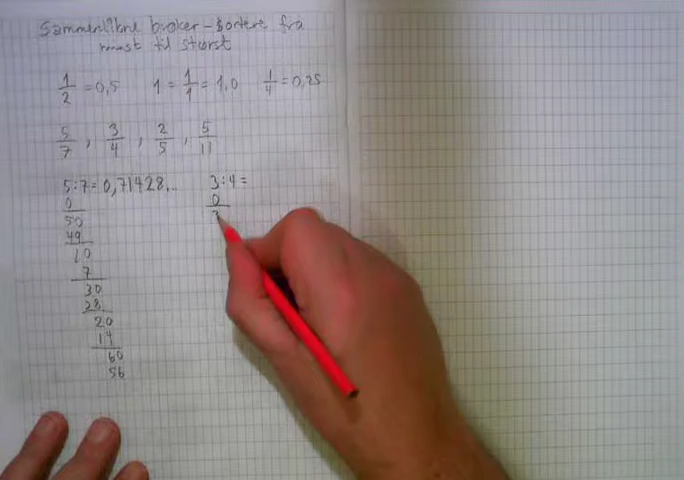 Sammenlikne brøker – Sortere fra
minst til størst
1/2 = 0,5   1 = 1/1 = 1,0   1/4 = 0,25
5/7 , 3/4 , 2/5 , 5/11
5:7 = 0,71428...   3:4 =
0   0
50   3
49
10
7
30
28
20
14
60
56